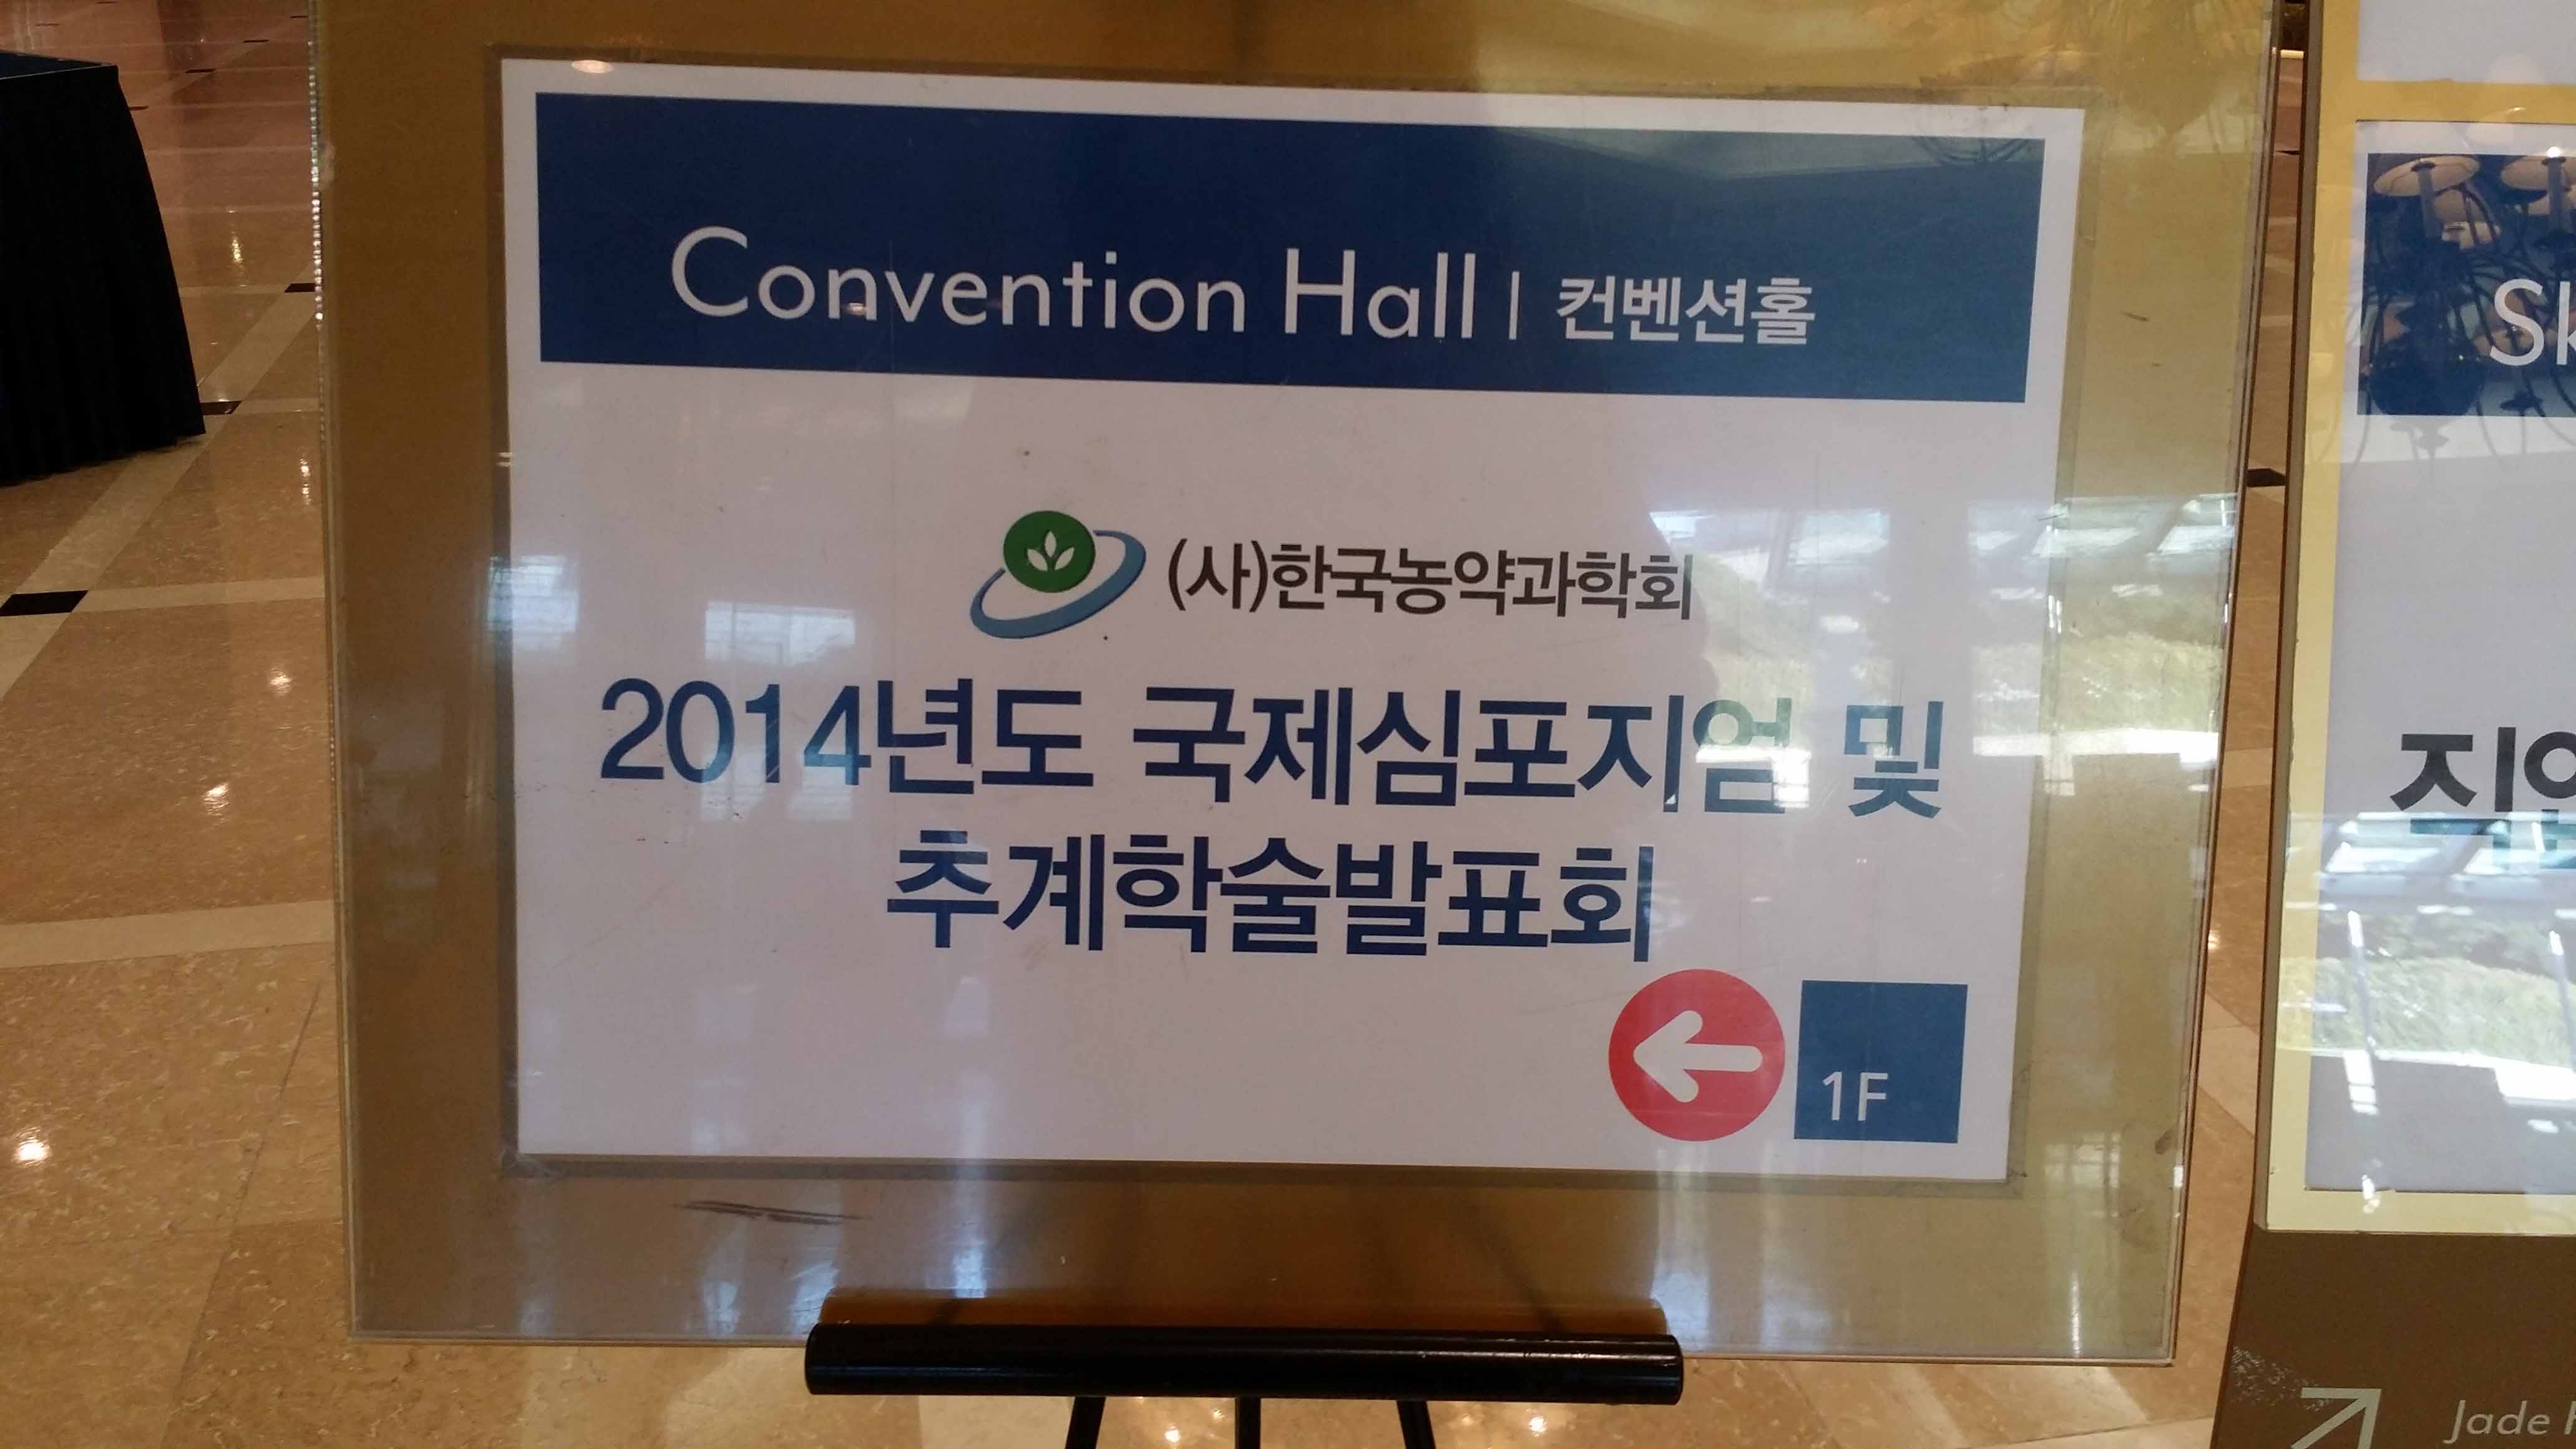 Convention Hall | 컨벤션홀
(사)한국농약과학회
2014년도 국제심포지엄 및
추계학술발표회
1F
Jade